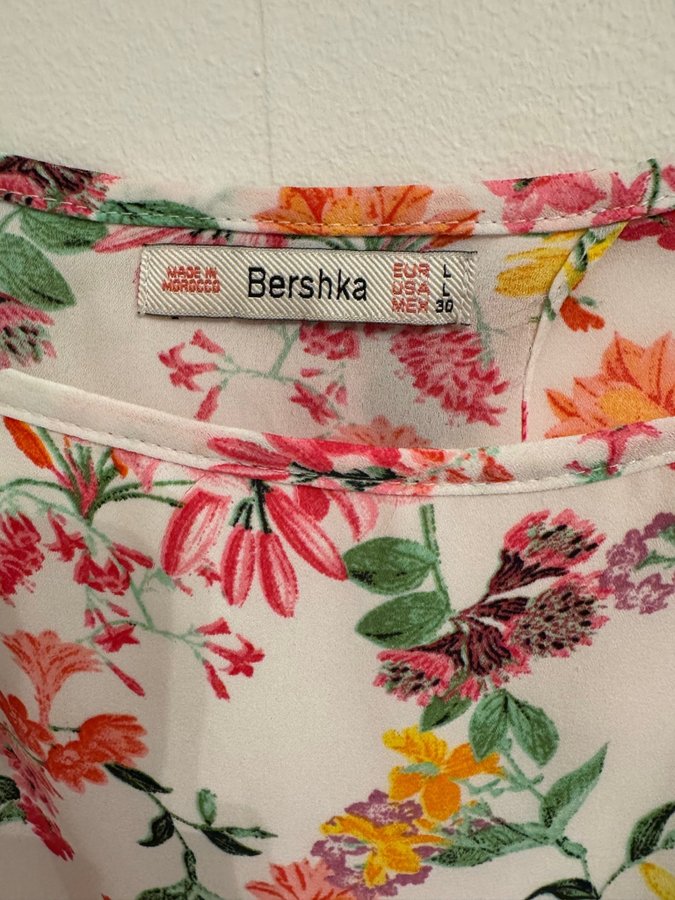 MADE IN
MOROCCO
Bershka
EUR L
USA L
MEX 30